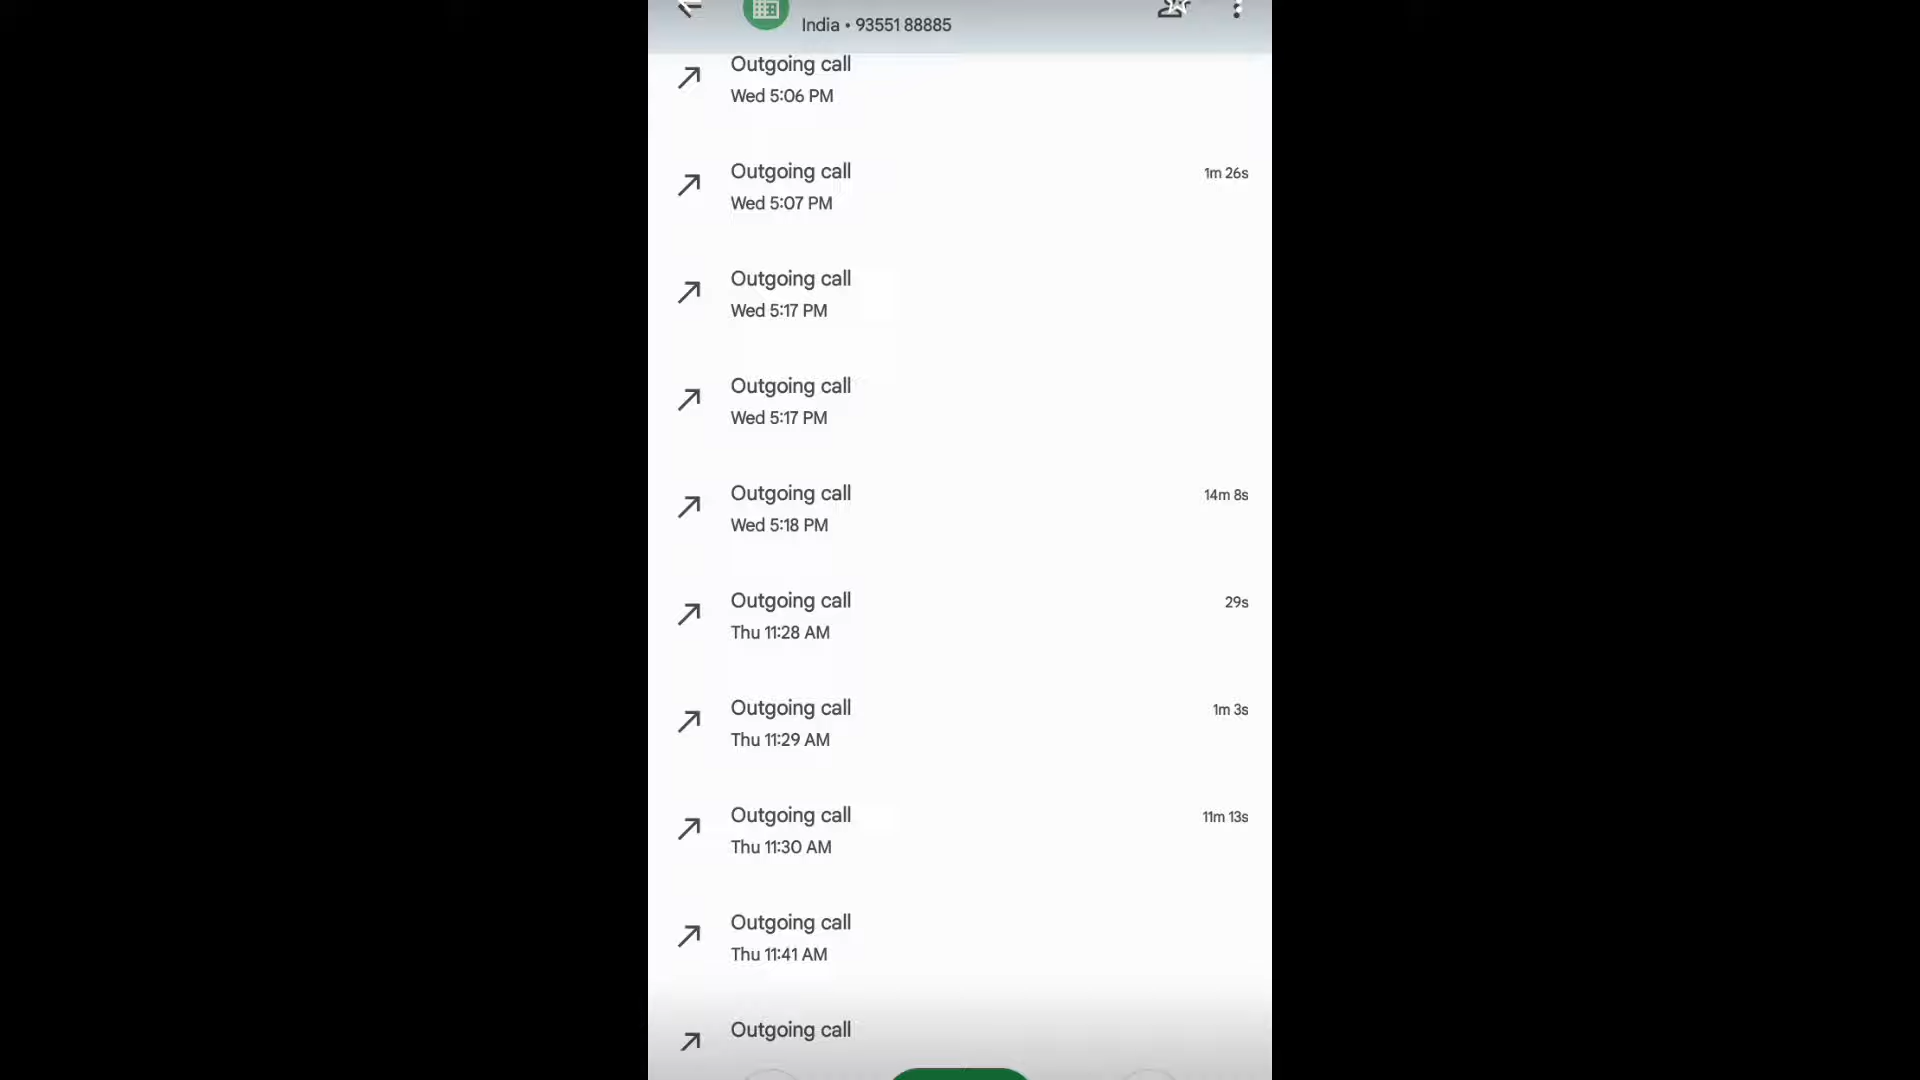 India • 93551 88885
Outgoing call
Wed 5:06 PM
Outgoing call
1m 26s
Wed 5:07 PM
Outgoing call
Wed 5:17 PM
Outgoing call
Wed 5:17 PM
Outgoing call
14m 8s
Wed 5:18 PM
Outgoing call
29s
Thu 11:28 AM
Outgoing call
1m 3s
Thu 11:29 AM
Outgoing call
11m 13s
Thu 11:30 AM
Outgoing call
Thu 11:41 AM
Outgoing call